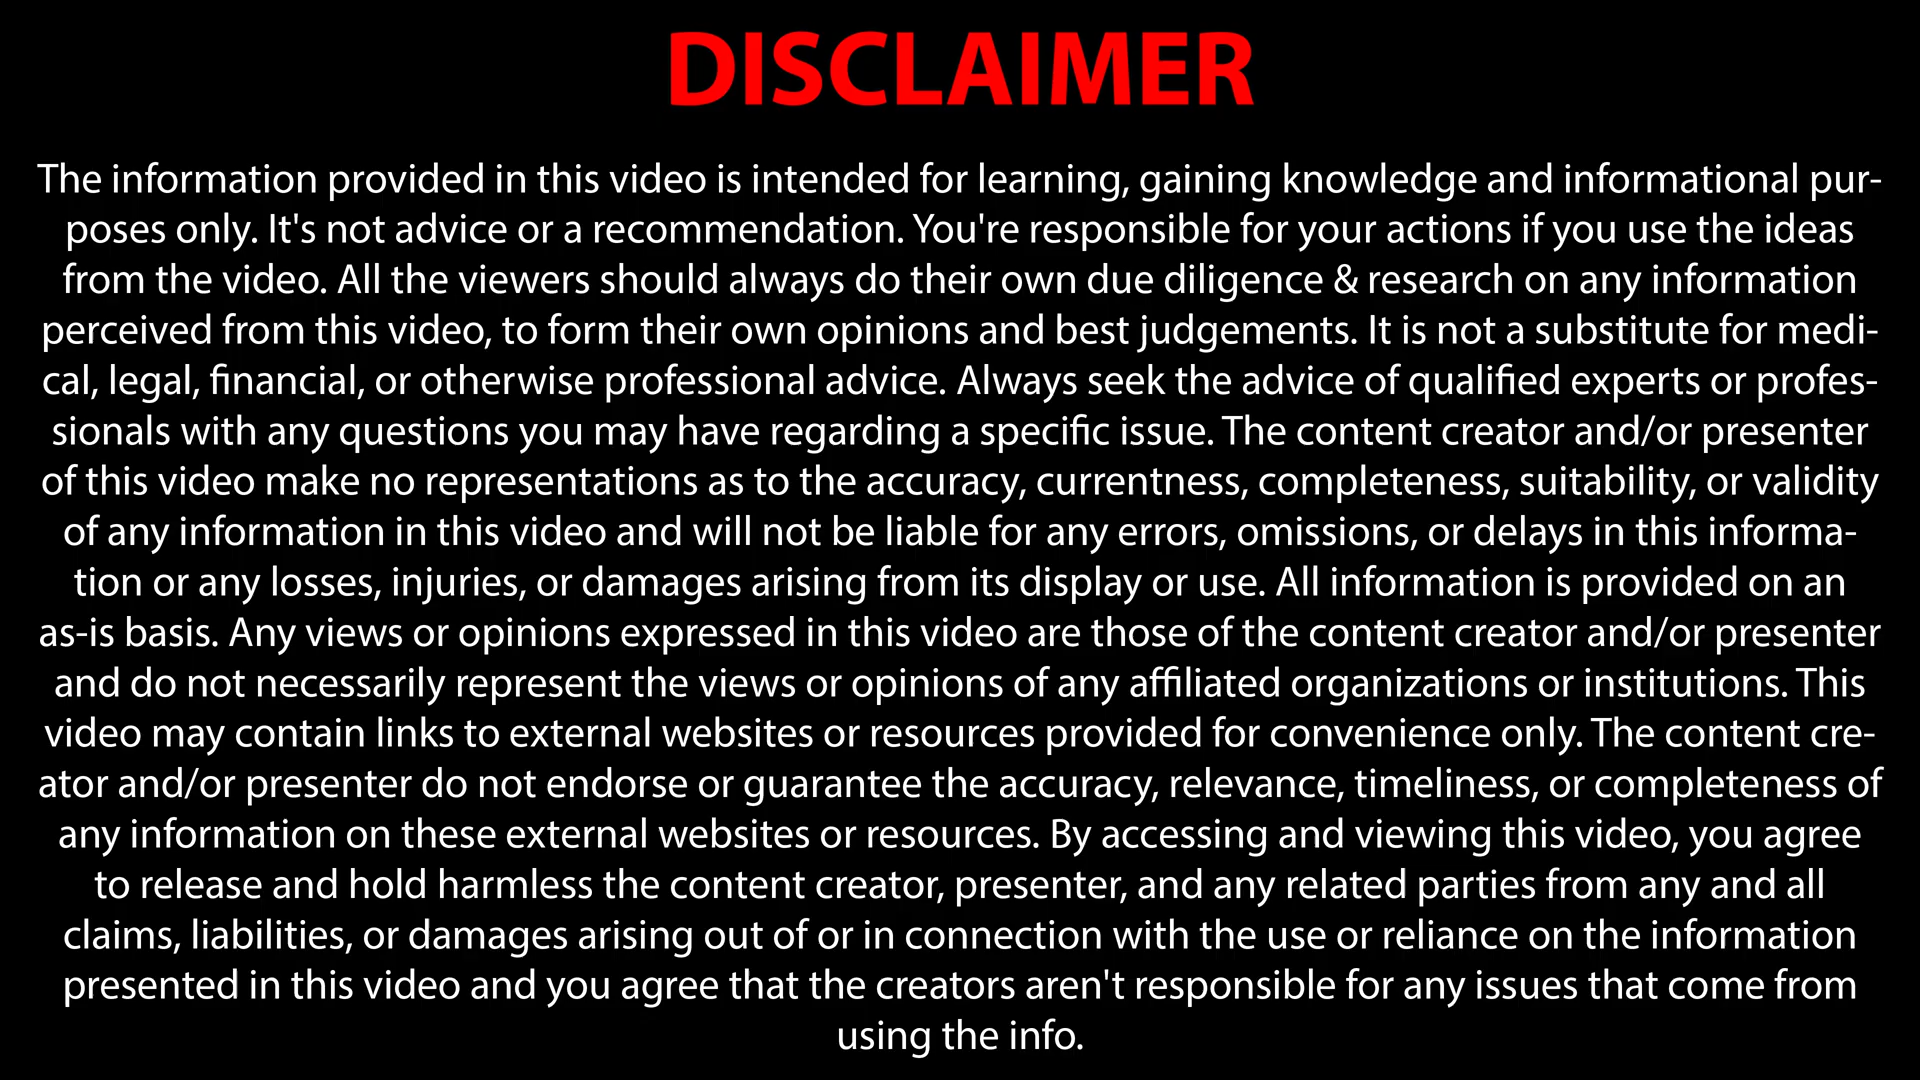 DISCLAIMER
The information provided in this video is intended for learning, gaining knowledge and informational pur-
poses only. It's not advice or a recommendation. You're responsible for your actions if you use the ideas
from the video. All the viewers should always do their own due diligence & research on any information
perceived from this video, to form their own opinions and best judgements. It is not a substitute for medi-
cal, legal, financial, or otherwise professional advice. Always seek the advice of qualified experts or profes-
sionals with any questions you may have regarding a specific issue. The content creator and/or presenter
of this video make no representations as to the accuracy, currentness, completeness, suitability, or validity
of any information in this video and will not be liable for any errors, omissions, or delays in this informa-
tion or any losses, injuries, or damages arising from its display or use. All information is provided on an
as-is basis. Any views or opinions expressed in this video are those of the content creator and/or presenter
and do not necessarily represent the views or opinions of any affiliated organizations or institutions. This
video may contain links to external websites or resources provided for convenience only. The content cre-
ator and/or presenter do not endorse or guarantee the accuracy, relevance, timeliness, or completeness of
any information on these external websites or resources. By accessing and viewing this video, you agree
to release and hold harmless the content creator, presenter, and any related parties from any and all
claims, liabilities, or damages arising out of or in connection with the use or reliance on the information
presented in this video and you agree that the creators aren't responsible for any issues that come from
using the info.